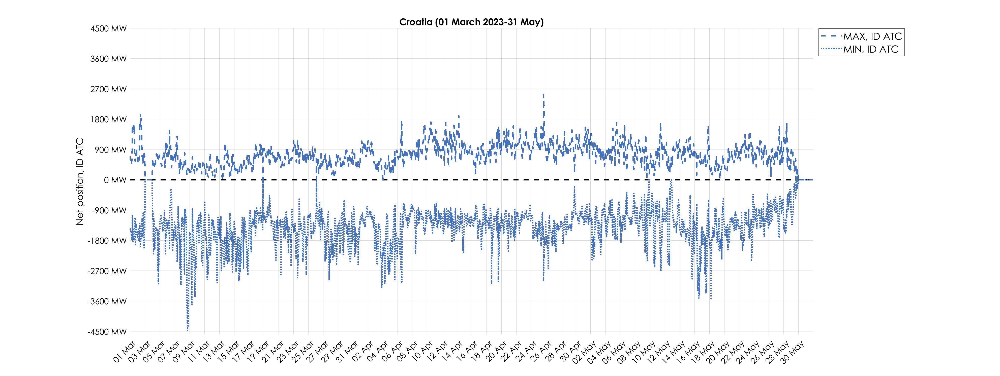 Croatia (01 March 2023-31 May)
4500 MW
3600 MW
2700 MW
1800 MW
900 MW
0 MW
-900 MW
-1800 MW
-2700 MW
-3600 MW
-4500 MW
Net position, ID ATC
MAX, ID ATC
MIN, ID ATC
01 Mar
03 Mar
05 Mar
07 Mar
09 Mar
11 Mar
13 Mar
15 Mar
17 Mar
19 Mar
21 Mar
23 Mar
25 Mar
27 Mar
29 Mar
31 Mar
02 Apr
04 Apr
06 Apr
08 Apr
10 Apr
12 Apr
14 Apr
16 Apr
18 Apr
20 Apr
22 Apr
24 Apr
26 Apr
28 Apr
30 Apr
02 May
04 May
06 May
08 May
10 May
12 May
14 May
16 May
18 May
20 May
22 May
24 May
26 May
28 May
30 May